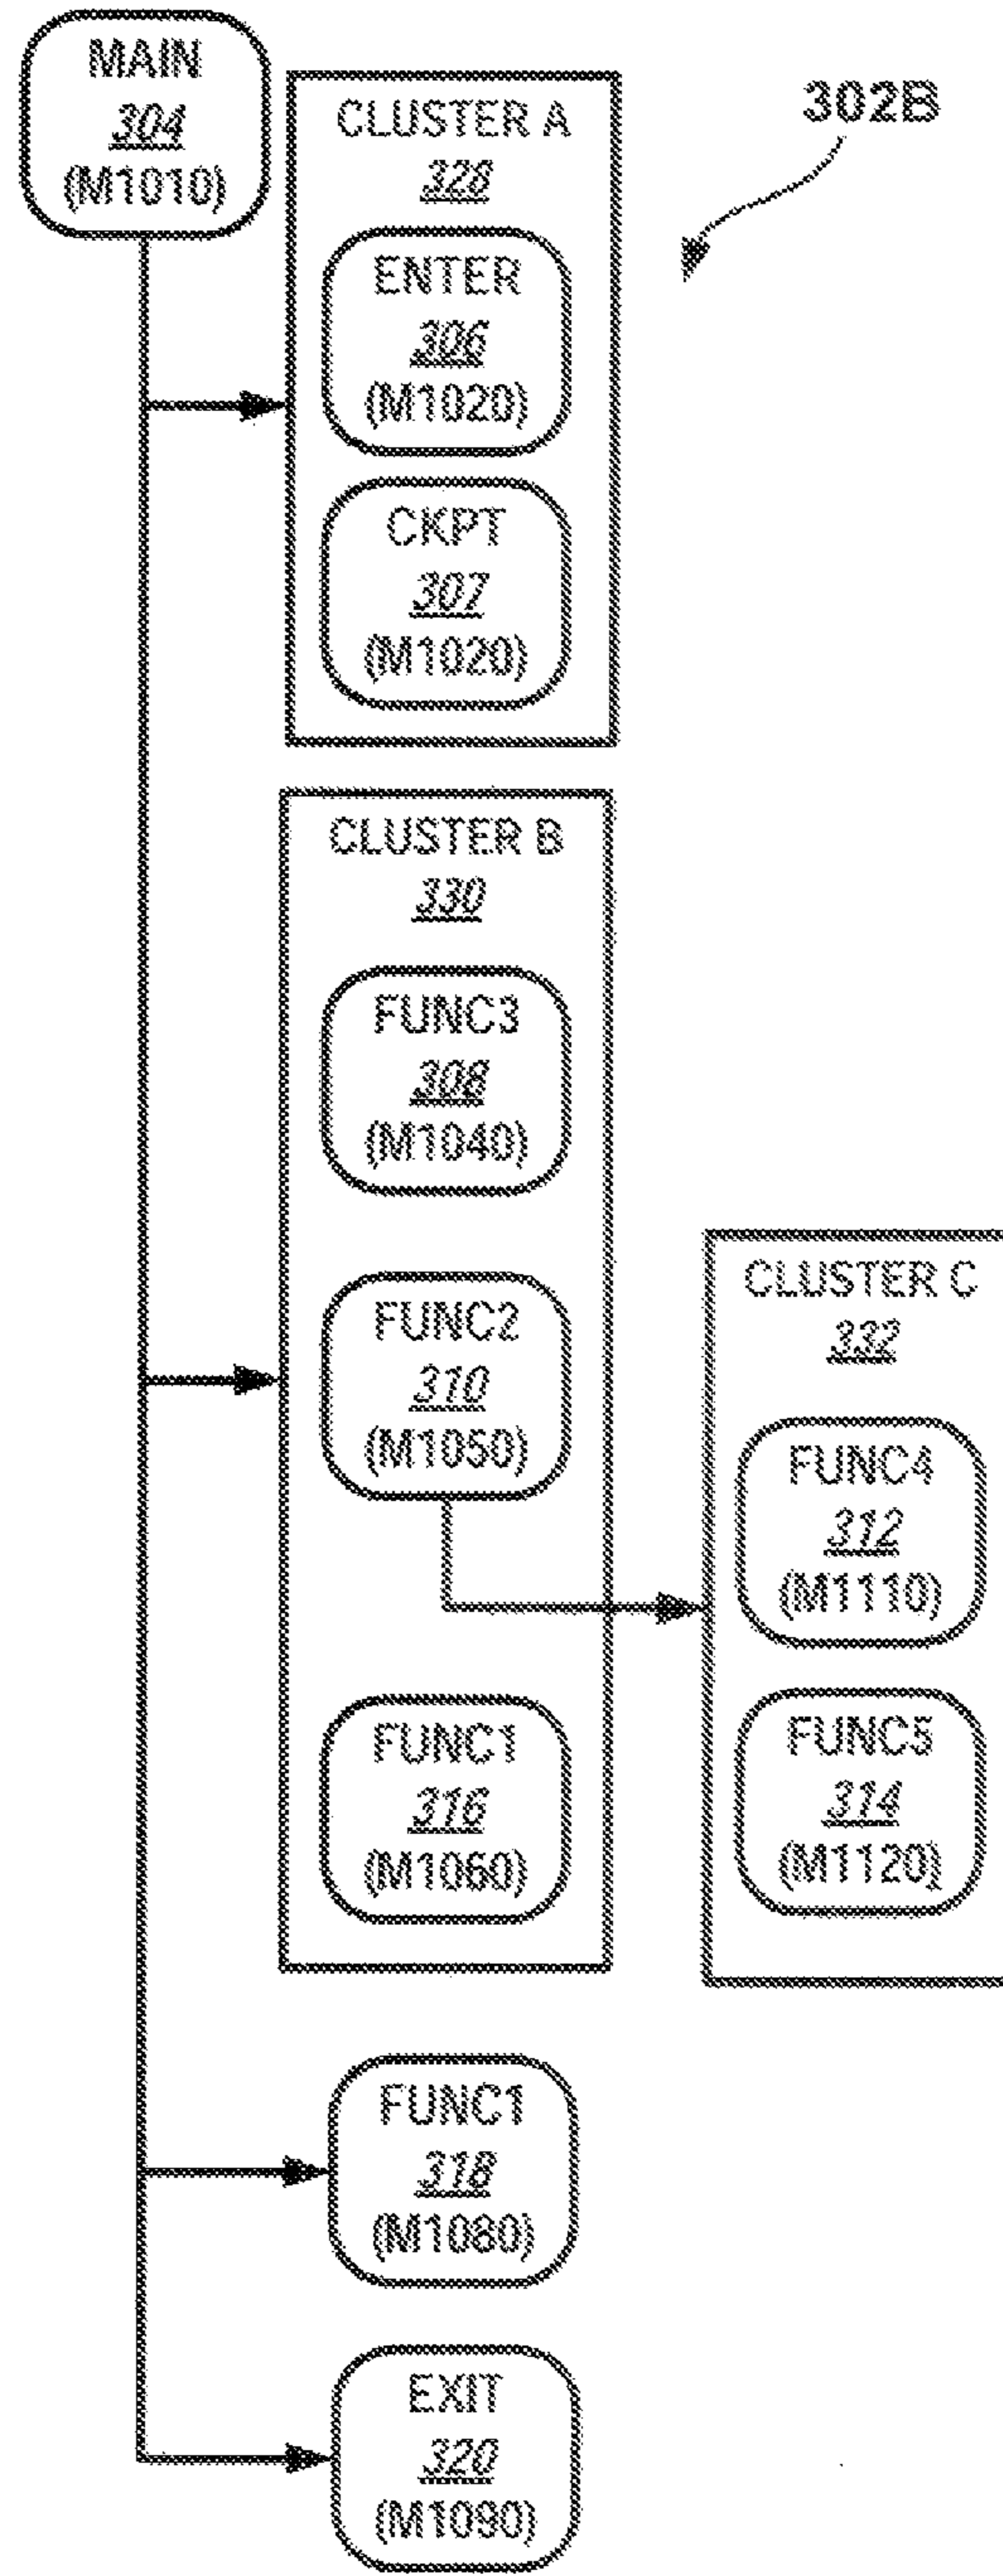 MAIN
304
(M1010)
302B
CLUSTER A
328
ENTER
306
(M1020)
CKPT
307
(M1020)
CLUSTER B
330
FUNC3
308
(M1040)
FUNC2
310
(M1050)
CLUSTER C
332
FUNC4
312
(M1110)
FUNC5
314
(M1120)
FUNC1
316
(M1060)
FUNC1
318
(M1080)
EXIT
320
(M1090)